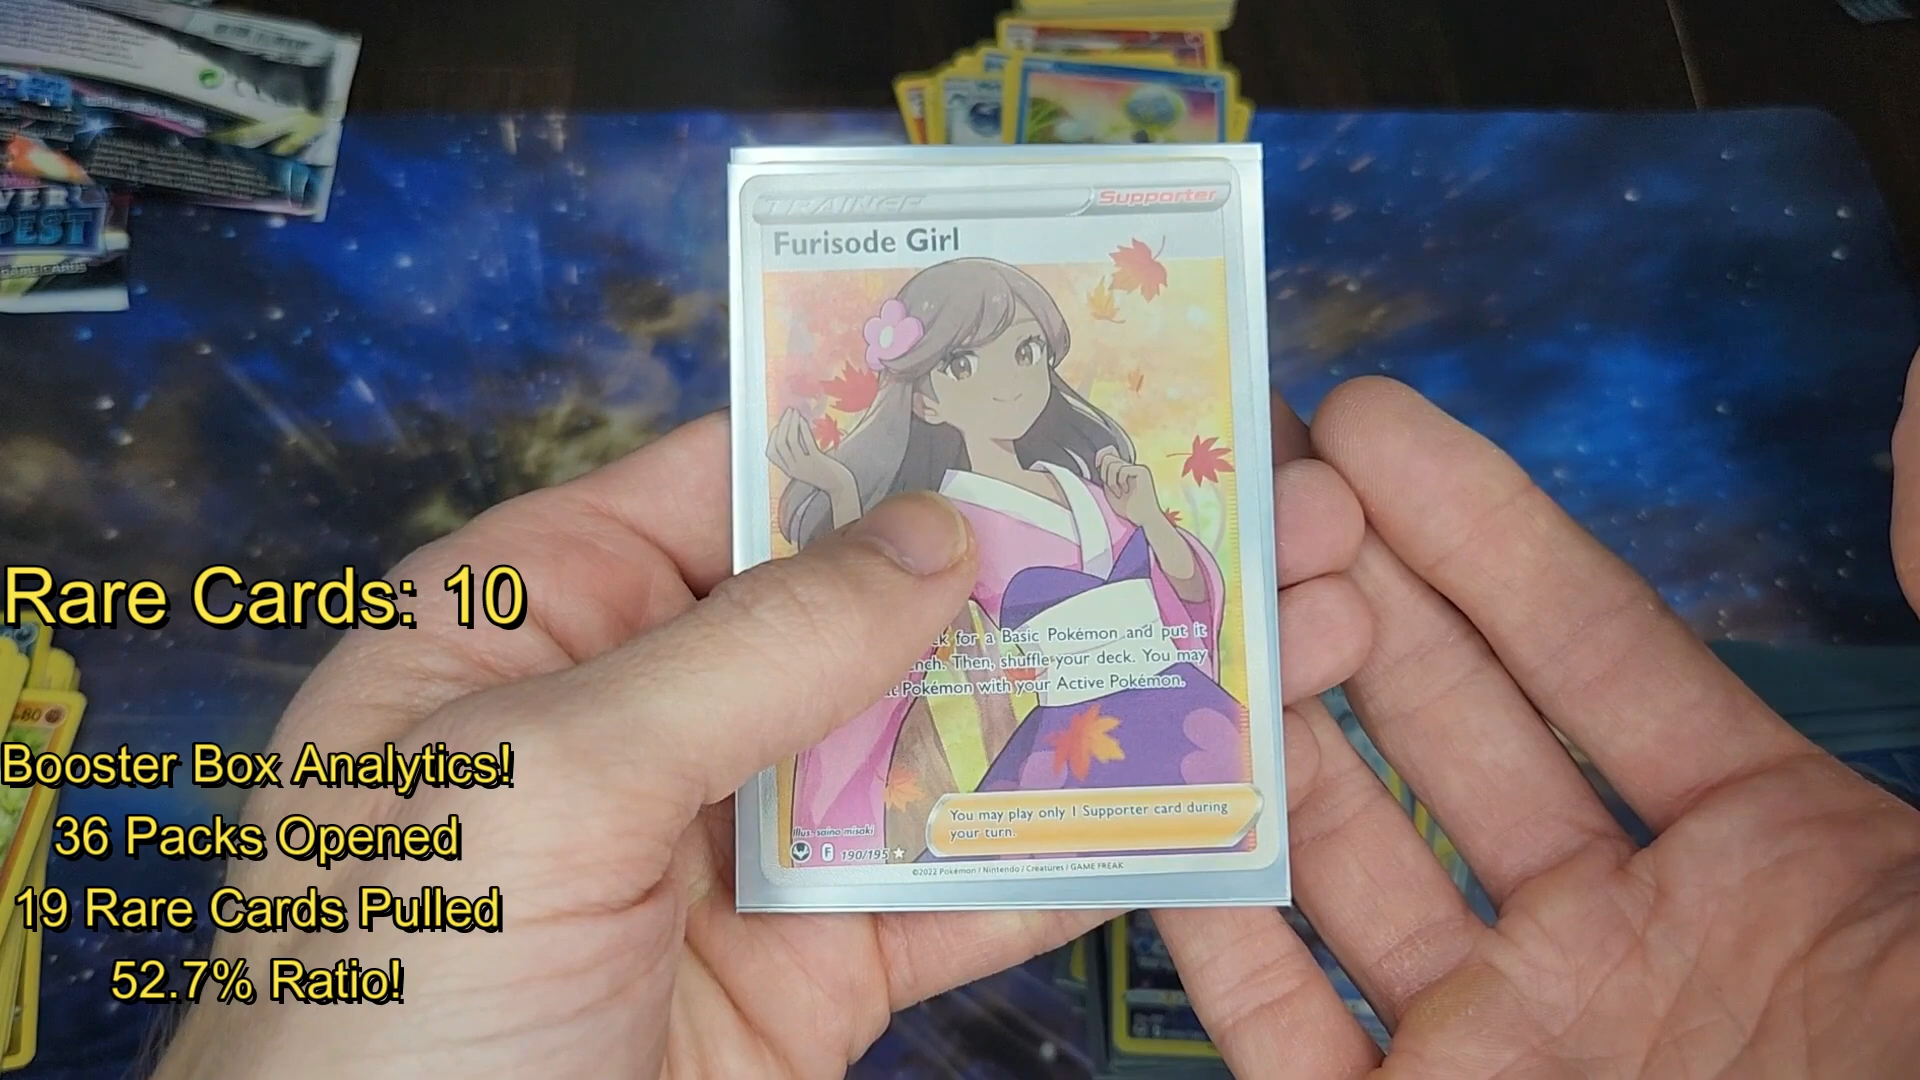 TRAINER
Supporter
Furisode Girl
for a Basic Pokémon and put it
Then, shuffle your deck. You may
Pokémon with your Active Pokémon.
You may play only 1 Supporter card during
your turn.
Illus. saino misaki
F 190/195
©2022 Pokémon / Nintendo / Creatures / GAME FREAK
Rare Cards: 10
Booster Box Analytics!
36 Packs Opened
19 Rare Cards Pulled
52.7% Ratio!
80